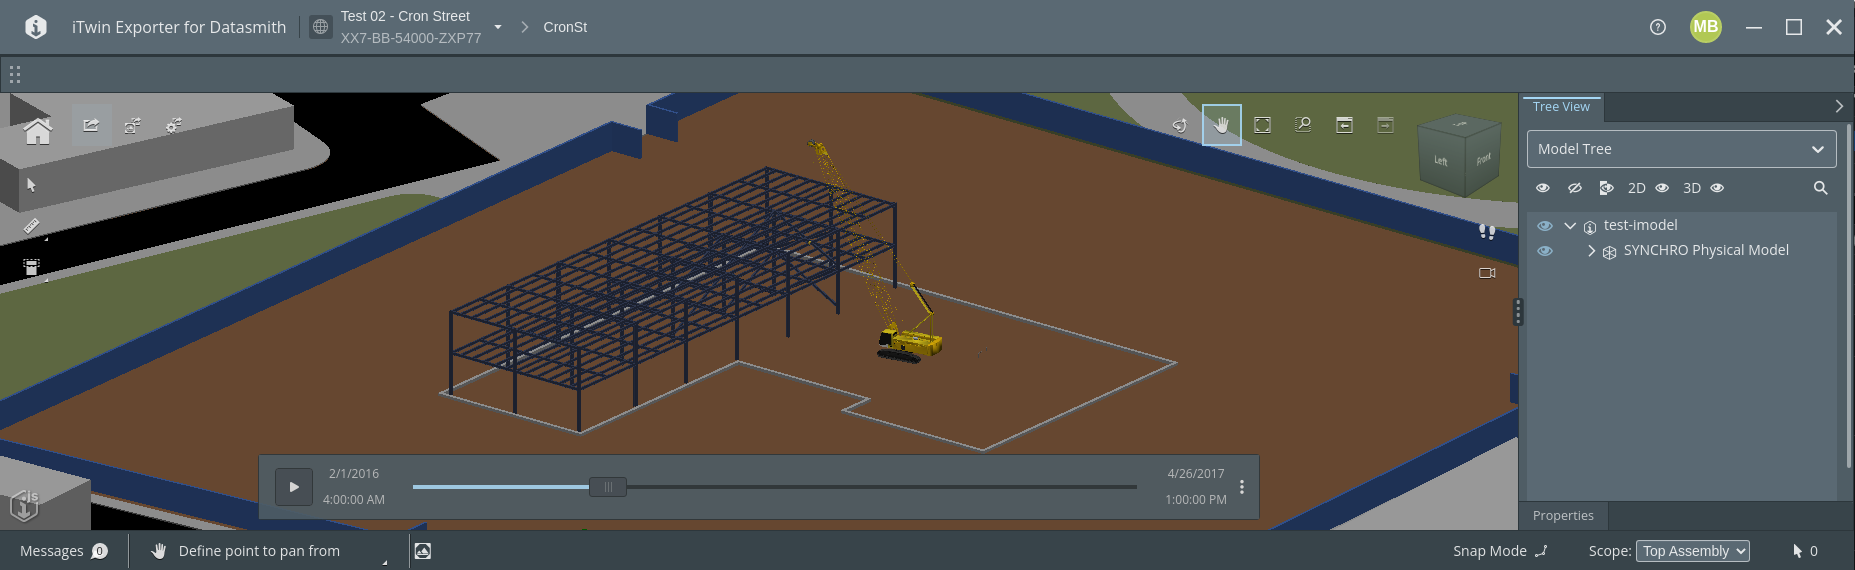 iTwin Exporter for Datasmith
Test 02 - Cron Street
XX7-BB-54000-ZXP77
CronSt
MB
Tree View
Model Tree
2D
3D
test-imodel
SYNCHRO Physical Model
Left
Front
2/1/2016
4:00:00 AM
4/26/2017
1:00:00 PM
js
Properties
Messages 0
Define point to pan from
Snap Mode
Scope: Top Assembly
0